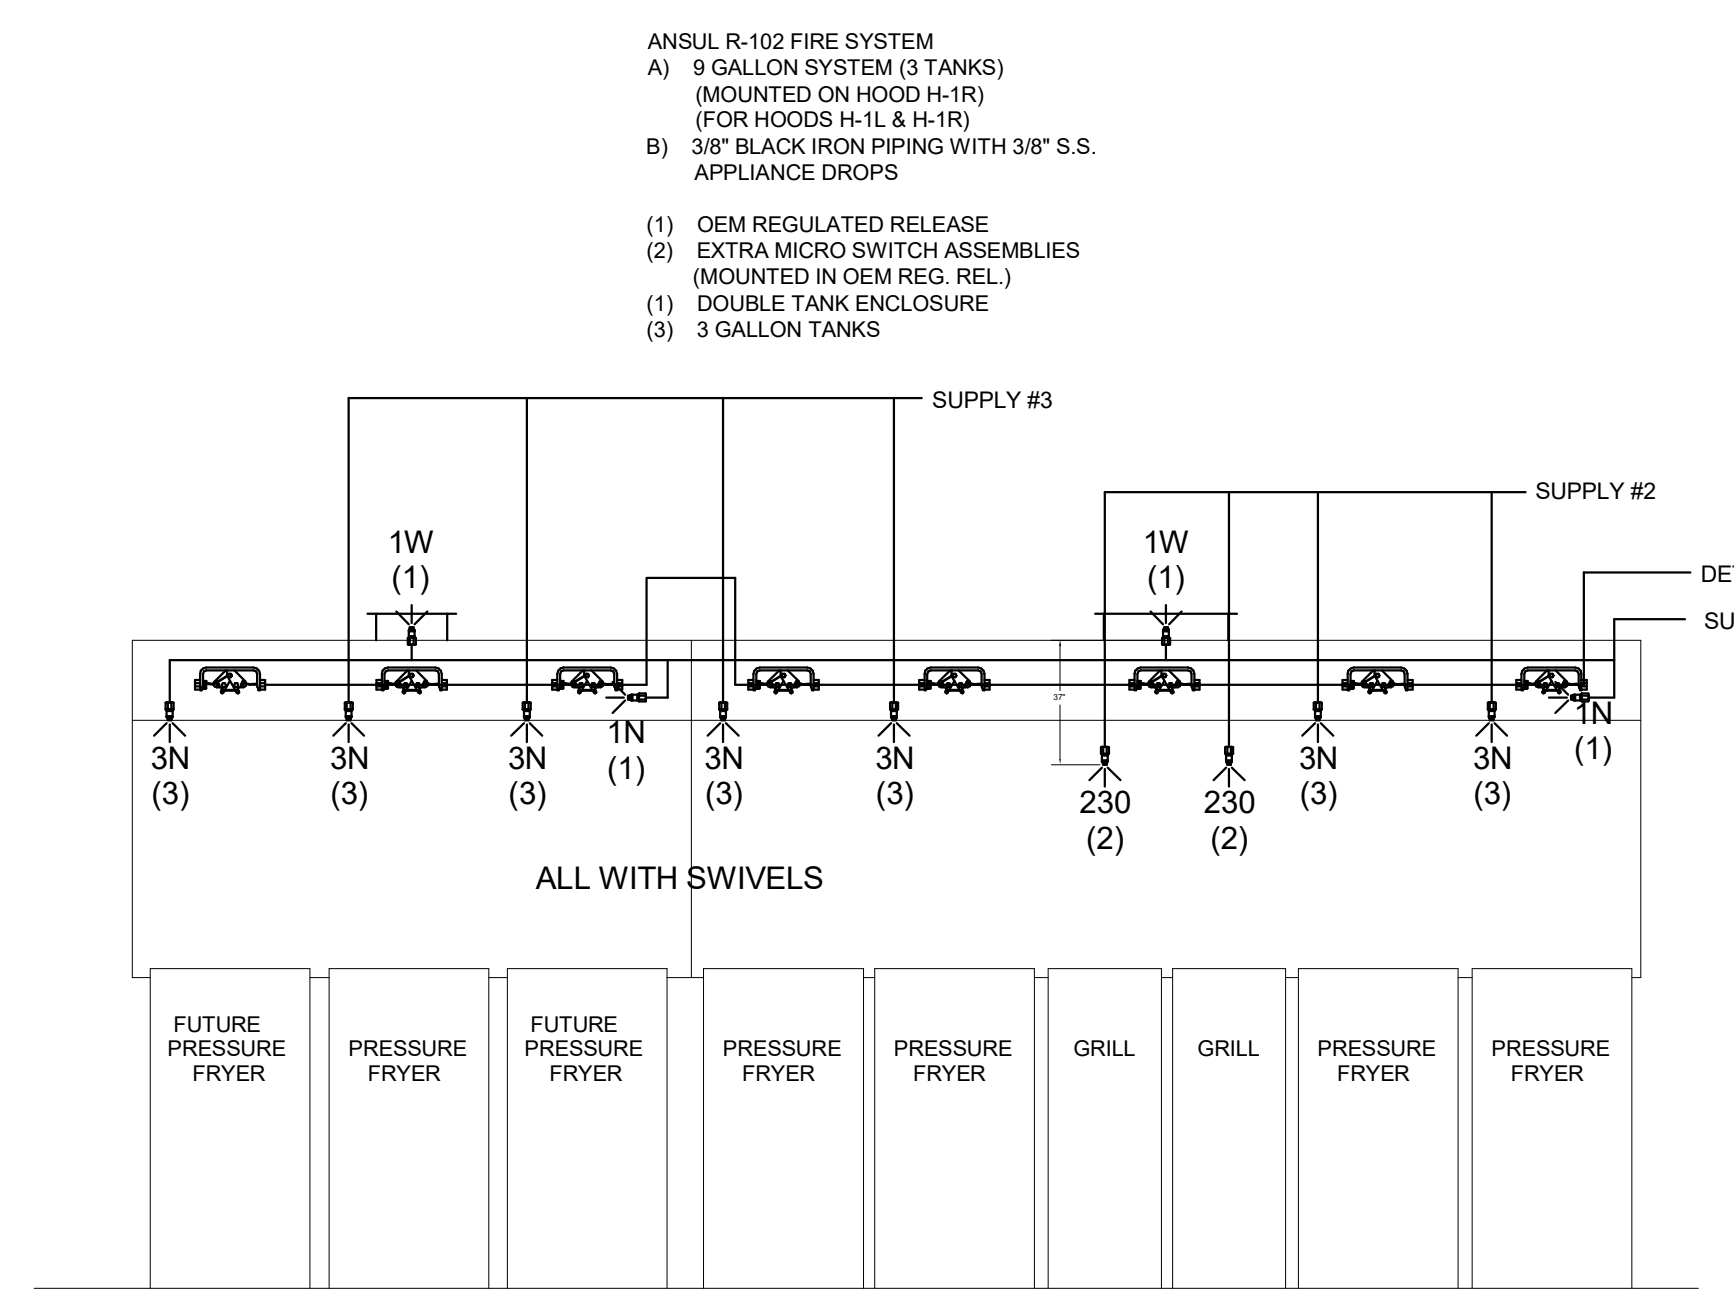 ANSUL R-102 FIRE SYSTEM
A) 9 GALLON SYSTEM (3 TANKS)
(MOUNTED ON HOOD H-1R)
(FOR HOODS H-1L & H-1R)
B) 3/8" BLACK IRON PIPING WITH 3/8" S.S.
APPLIANCE DROPS
(1) OEM REGULATED RELEASE
(2) EXTRA MICRO SWITCH ASSEMBLIES
(MOUNTED IN OEM REG. REL.)
(1) DOUBLE TANK ENCLOSURE
(3) 3 GALLON TANKS
SUPPLY #3
SUPPLY #2
1W
(1)
1W
(1)
DET
SU
37"
3N
(3)
3N
(3)
3N
(3)
1N
(1)
3N
(3)
3N
(3)
230
(2)
230
(2)
3N
(3)
3N
(3)
1N
(1)
ALL WITH SWIVELS
FUTURE
PRESSURE
FRYER
PRESSURE
FRYER
FUTURE
PRESSURE
FRYER
PRESSURE
FRYER
PRESSURE
FRYER
GRILL
GRILL
PRESSURE
FRYER
PRESSURE
FRYER